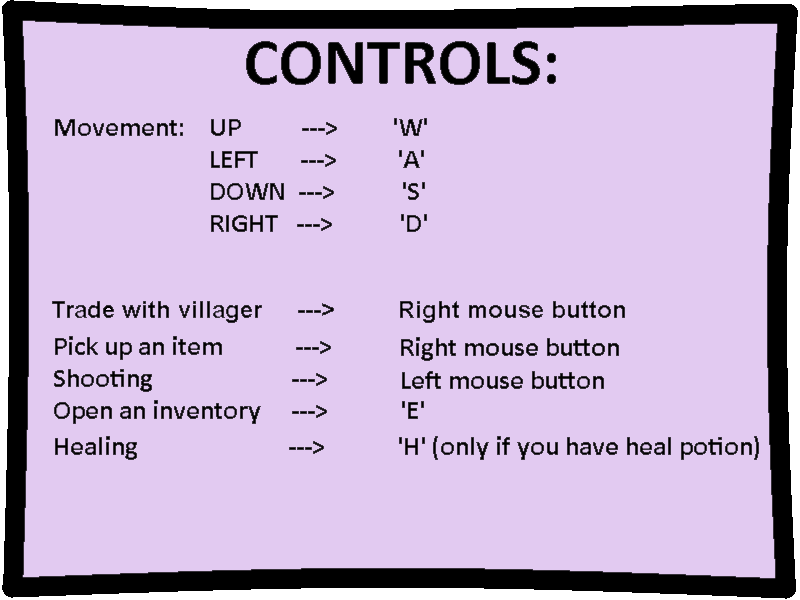 CONTROLS:
Movement: UP ---> 'W'
LEFT ---> 'A'
DOWN ---> 'S'
RIGHT ---> 'D'
Trade with villager ---> Right mouse button
Pick up an item ---> Right mouse button
Shooting ---> Left mouse button
Open an inventory ---> 'E'
Healing ---> 'H' (only if you have heal potion)